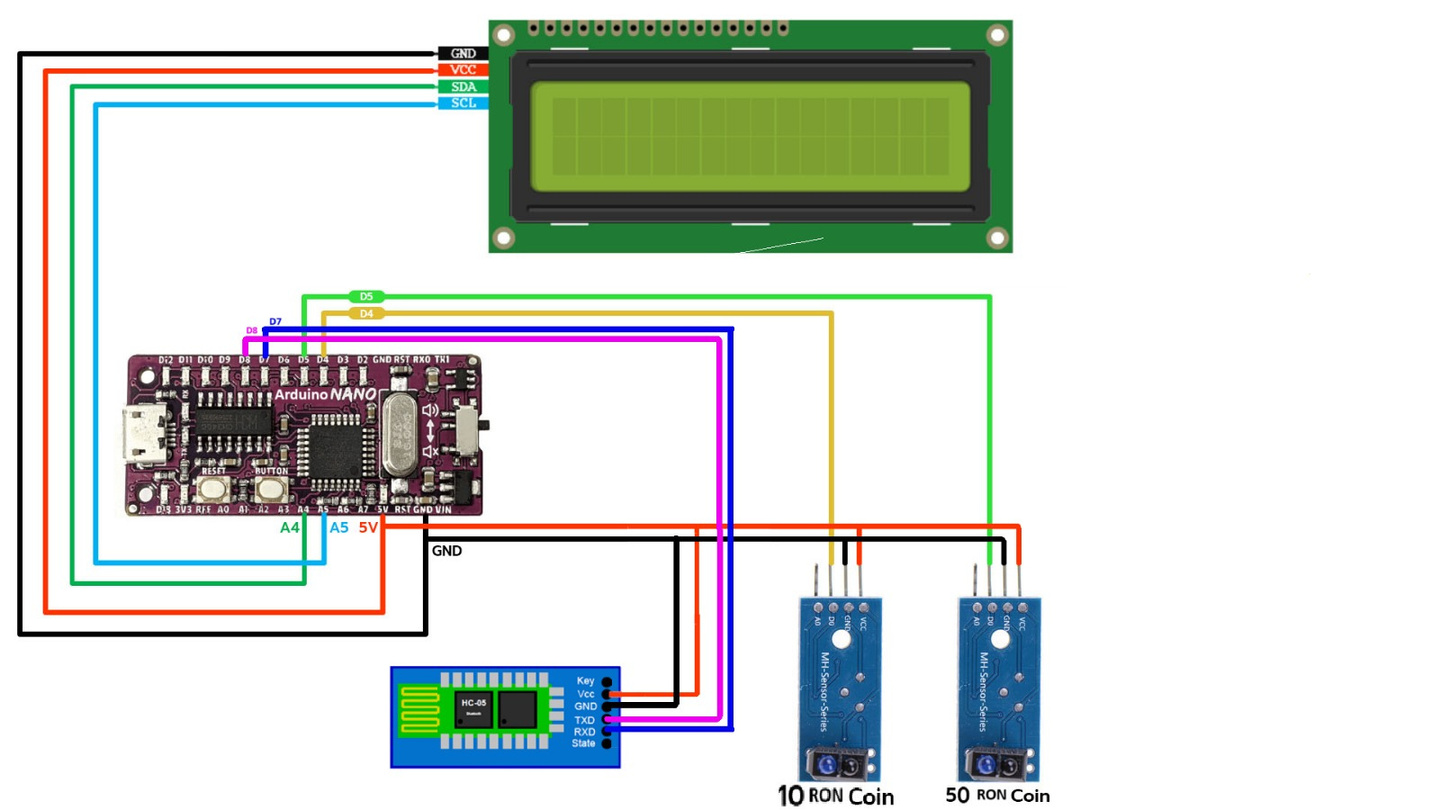 GND
VCC
SDA
SCL
D5
D4
D7
D8
D12 D11 D10 D9 D8 D7 D6 D5 D4 D3 D2 GND RST RX0 TX1
Arduino NANO
RESET BUTTON
D13 3V3 REF A0 A1 A2 A3 A4 A5 A6 A7 5V RST GND VIN
A4 A5 5V
GND
Key
Vcc
GND
TXD
RXD
State
HC-05
Bluetooth
A0 D0 GND VCC
MH-Sensor-Series
A0 D0 GND VCC
MH-Sensor-Series
10 RON Coin
50 RON Coin